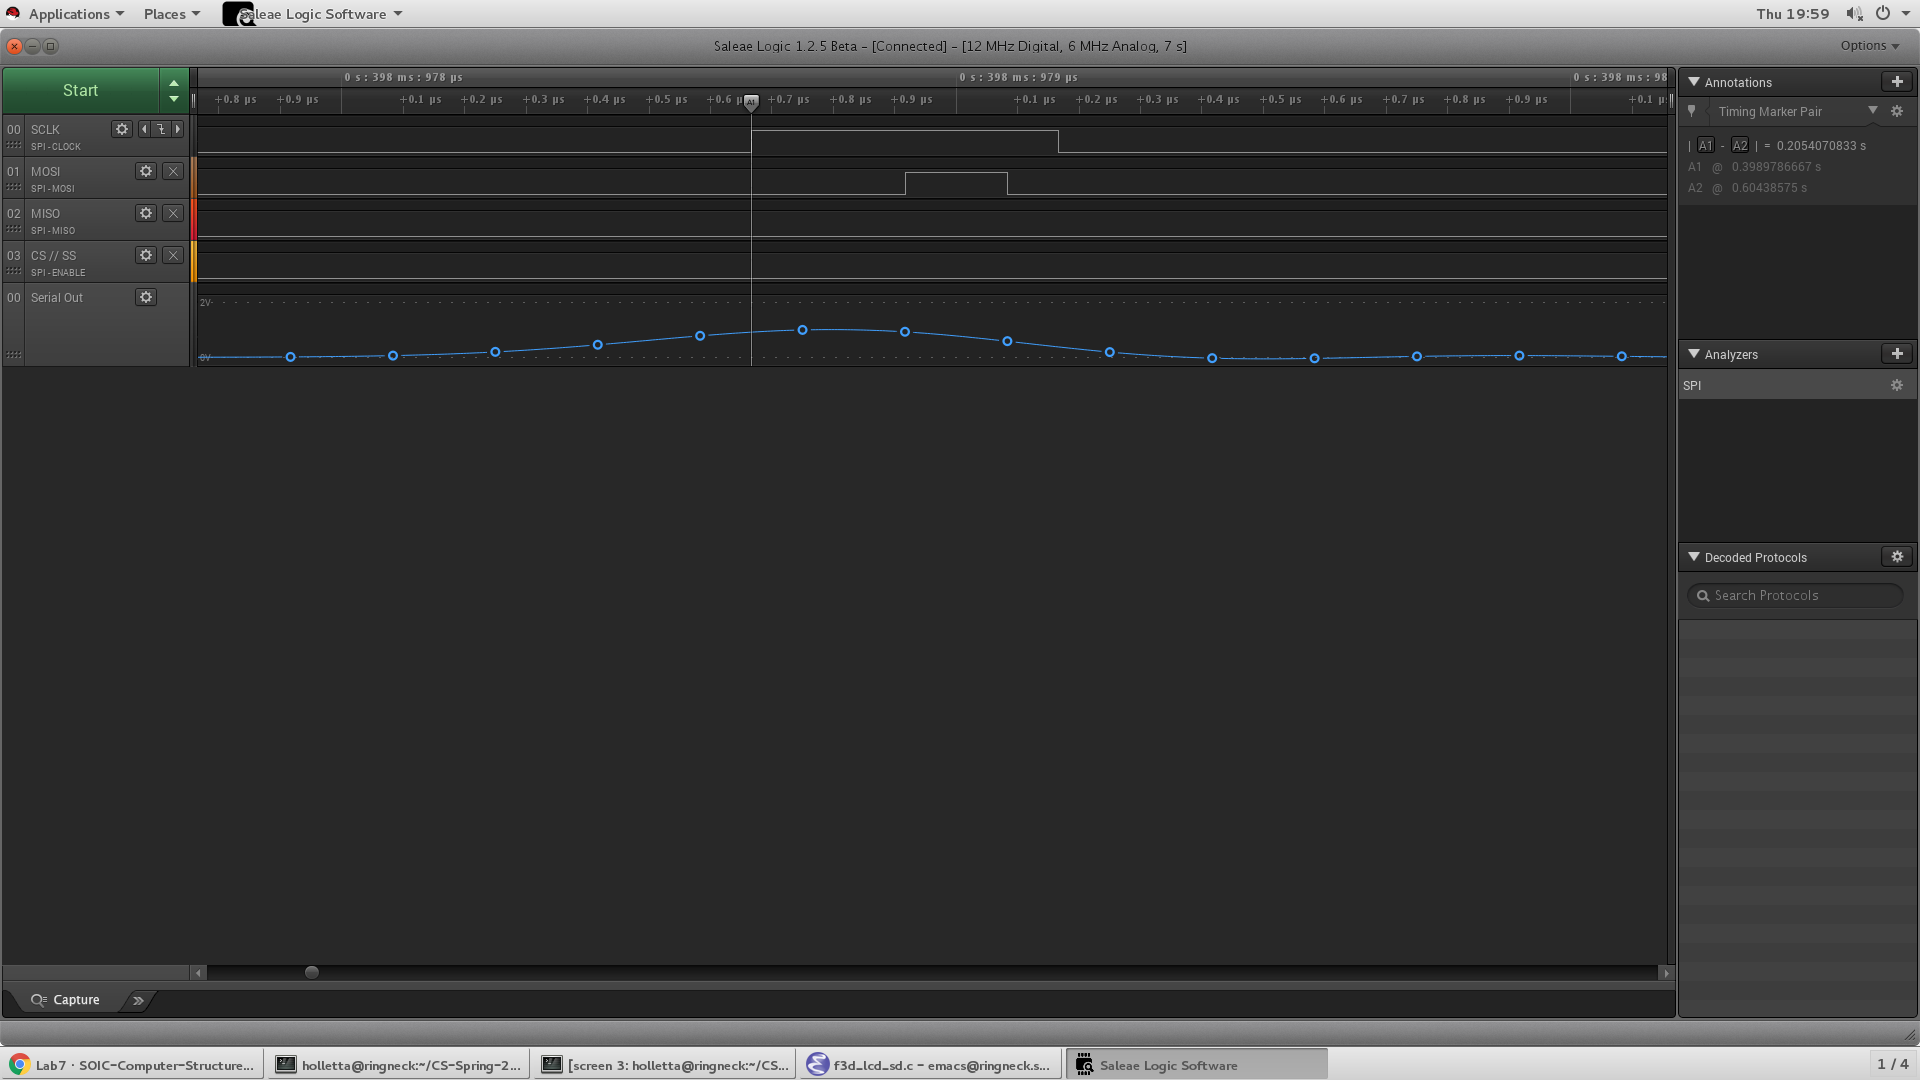 Applications Places Saleae Logic Software Thu 19:59
Saleae Logic 1.2.5 Beta - [Connected] - [12 MHz Digital, 6 MHz Analog, 7 s] Options
Start
0 s : 398 ms : 978 µs 0 s : 398 ms : 979 µs 0 s : 398 ms : 98
+0.8 µs +0.9 µs +0.1 µs +0.2 µs +0.3 µs +0.4 µs +0.5 µs +0.6 µ A1 +0.7 µs +0.8 µs +0.9 µs +0.1 µs +0.2 µs +0.3 µs +0.4 µs +0.5 µs +0.6 µs +0.7 µs +0.8 µs +0.9 µs +0.1 µ
00 SCLK
SPI - CLOCK
01 MOSI
SPI - MOSI
02 MISO
SPI - MISO
03 CS // SS
SPI - ENABLE
00 Serial Out
2V
0V
Annotations
Timing Marker Pair
| A1 - A2 | = 0.2054070833 s
A1 @ 0.3989786667 s
A2 @ 0.60438575 s
Analyzers
SPI
Decoded Protocols
Search Protocols
Capture
Lab7 · SOIC-Computer-Structure... holletta@ringneck:~/CS-Spring-2... [screen 3: holletta@ringneck:~/CS... f3d_lcd_sd.c - emacs@ringneck.s... Saleae Logic Software 1 / 4